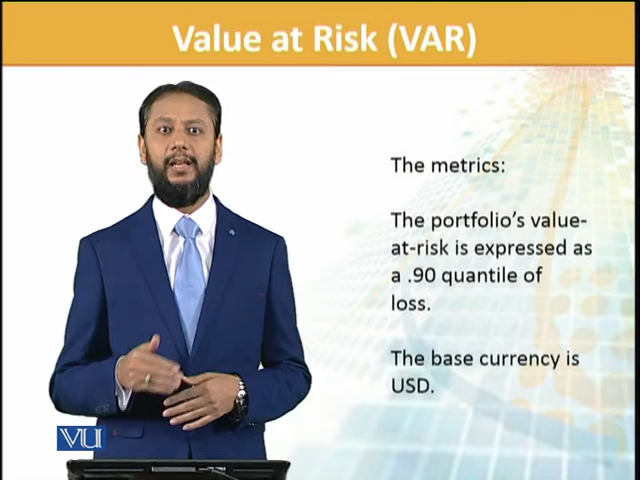 Value at Risk (VAR)
The metrics:
The portfolio's value-
at-risk is expressed as
a .90 quantile of
loss.
The base currency is
USD.
VU